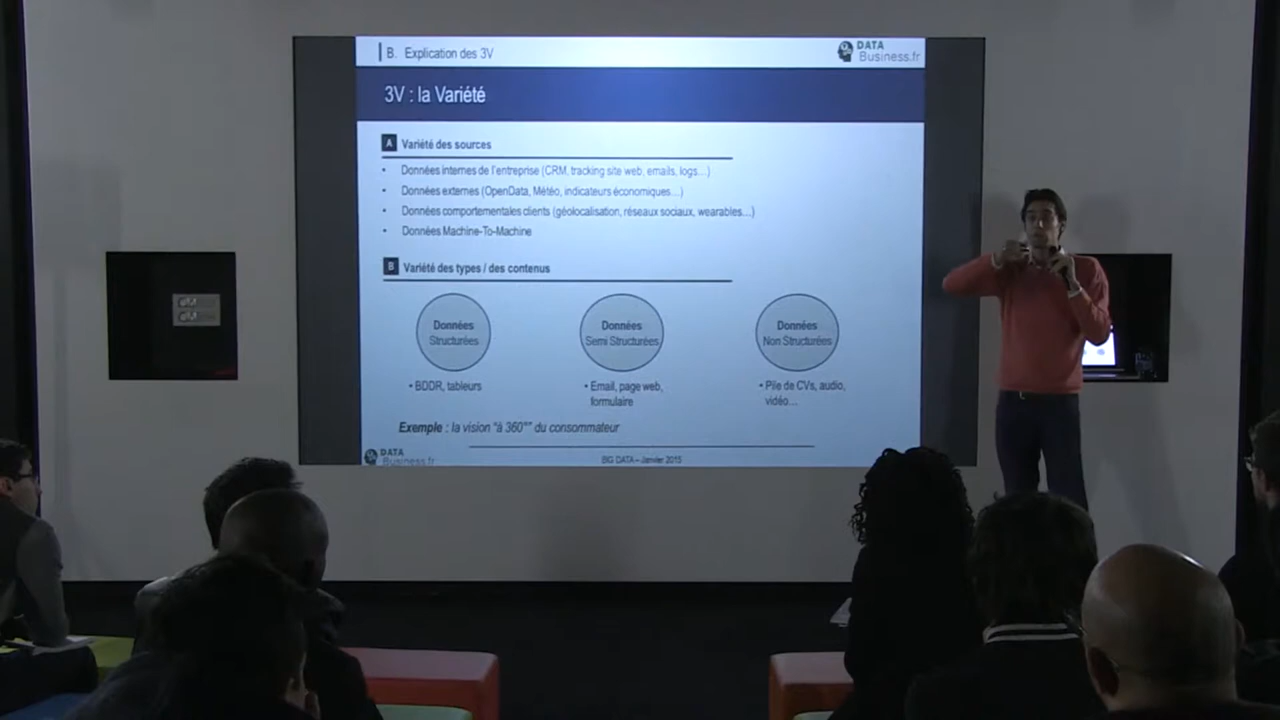 B. Explication des 3V
DATA
Business.fr
3V : la Variété
A Variété des sources
• Données internes de l'entreprise (CRM, tracking site web, emails, logs…)
• Données externes (OpenData, Météo, indicateurs économiques…)
• Données comportementales clients (géolocalisation, réseaux sociaux, wearables…)
• Données Machine-To-Machine
B Variété des types / des contenus
Données
Structurées
Données
Semi Structurées
Données
Non Structurées
• BDDR, tableurs
• Email, page web,
formulaire
• Pile de CVs, audio,
vidéo…
Exemple : la vision "à 360°" du consommateur
DATA
Business.fr
BIG DATA – Janvier 2015